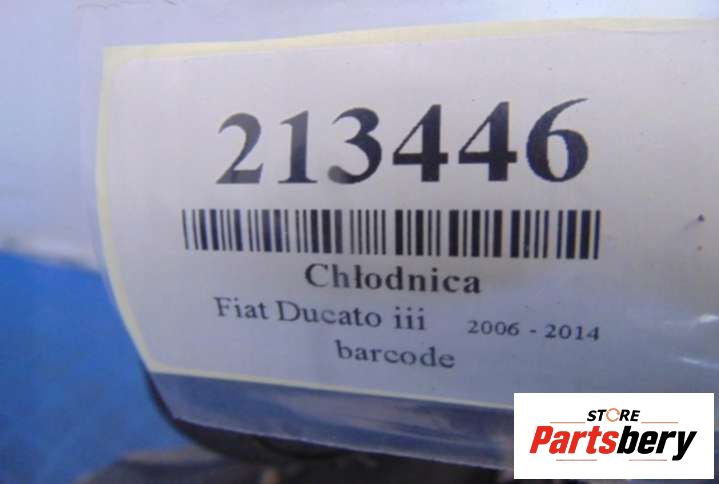 213446
Chłodnica
Fiat Ducato iii 2006 - 2014
barcode
STORE
Partsbery